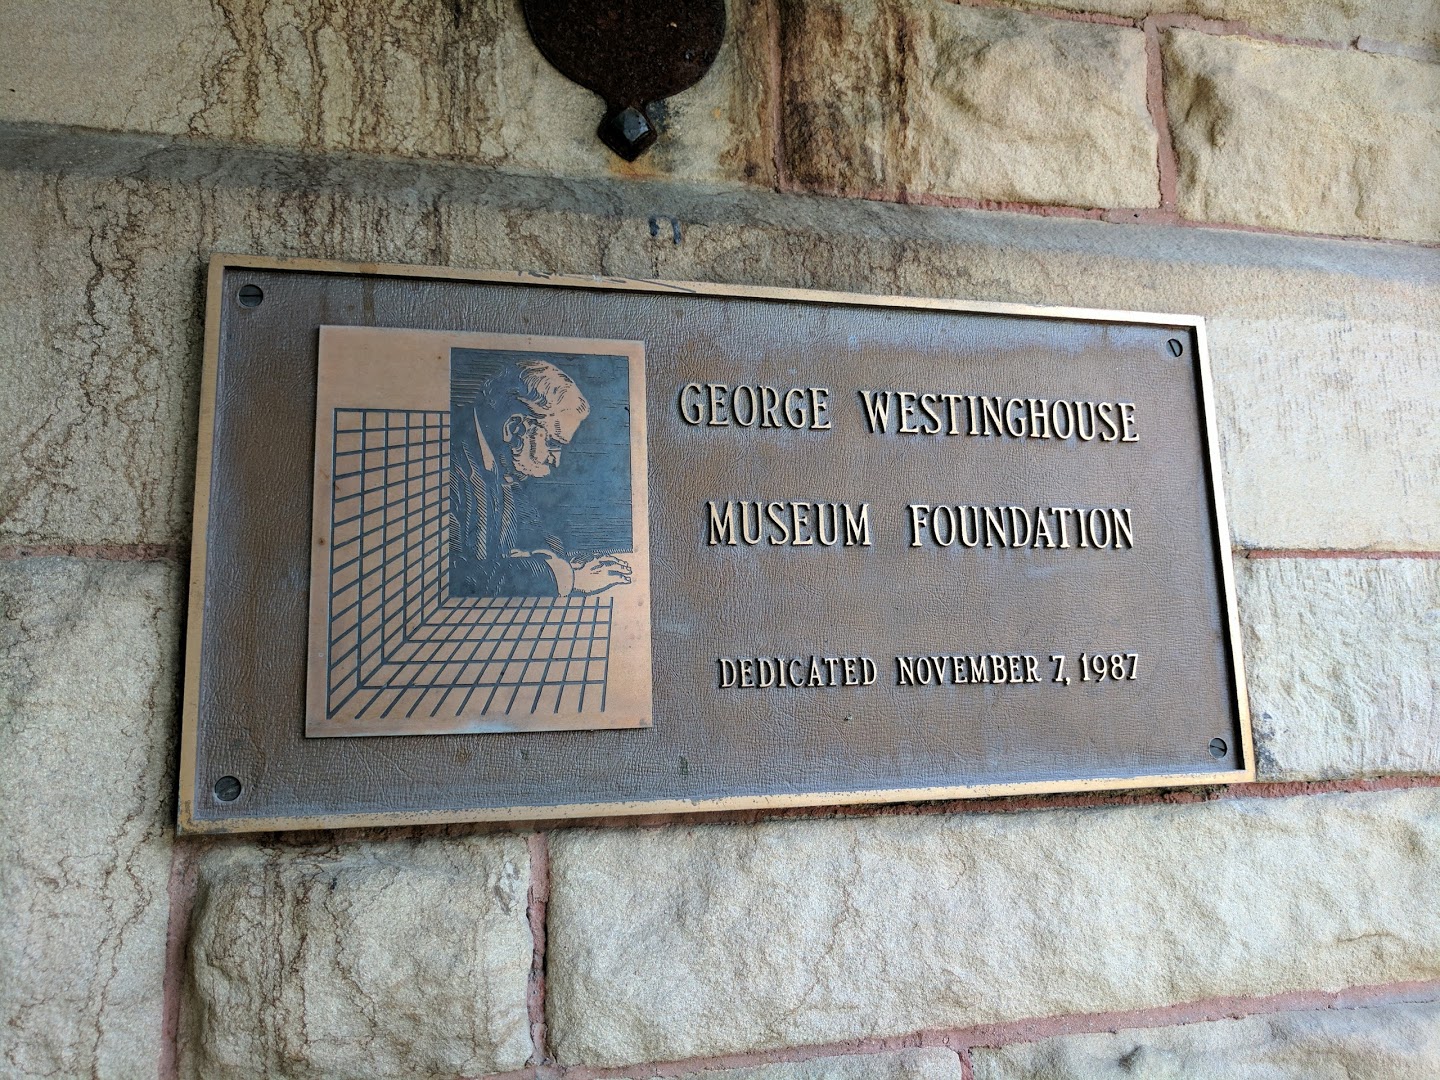 GEORGE WESTINGHOUSE
MUSEUM FOUNDATION
DEDICATED NOVEMBER 7, 1987